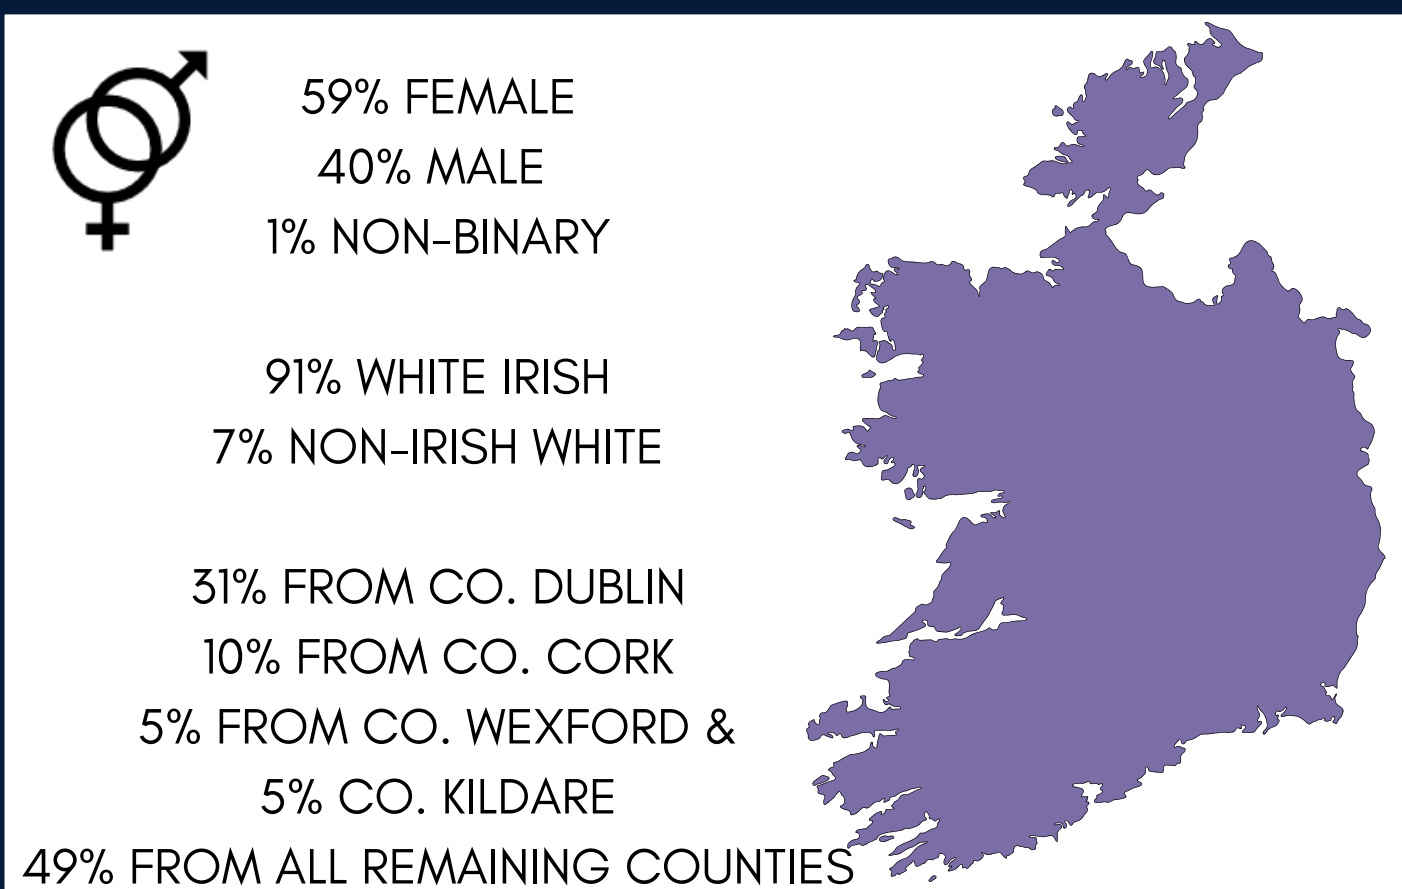 59% FEMALE
40% MALE
1% NON-BINARY
91% WHITE IRISH
7% NON-IRISH WHITE
31% FROM CO. DUBLIN
10% FROM CO. CORK
5% FROM CO. WEXFORD &
5% CO. KILDARE
49% FROM ALL REMAINING COUNTIES